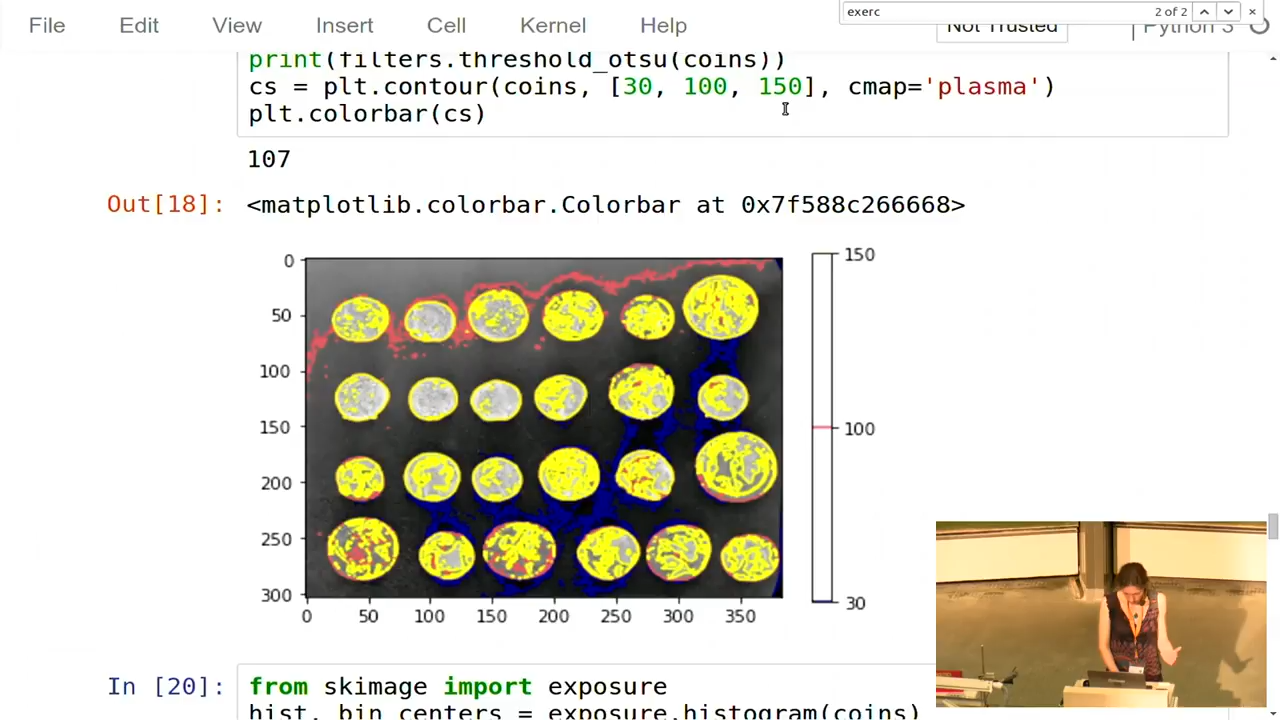 File Edit View Insert Cell Kernel Help
exerc 2 of 2
Not Trusted Python 3
print(filters.threshold_otsu(coins))
cs = plt.contour(coins, [30, 100, 150], cmap='plasma')
plt.colorbar(cs)
107
Out[18]: <matplotlib.colorbar.Colorbar at 0x7f588c266668>
0
50
100
150
200
250
300
0 50 100 150 200 250 300 350
150
100
30
In [20]: from skimage import exposure
hist, bin_centers = exposure.histogram(coins)